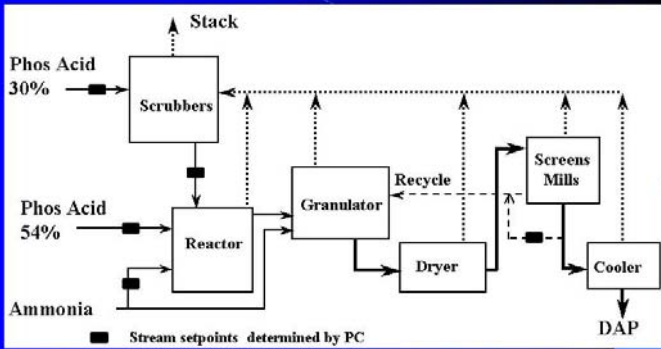 Stack
Phos Acid
30%
Scrubbers
Phos Acid
54%
Reactor
Ammonia
Granulator
Recycle
Dryer
Screens
Mills
Cooler
DAP
Stream setpoints determined by PC